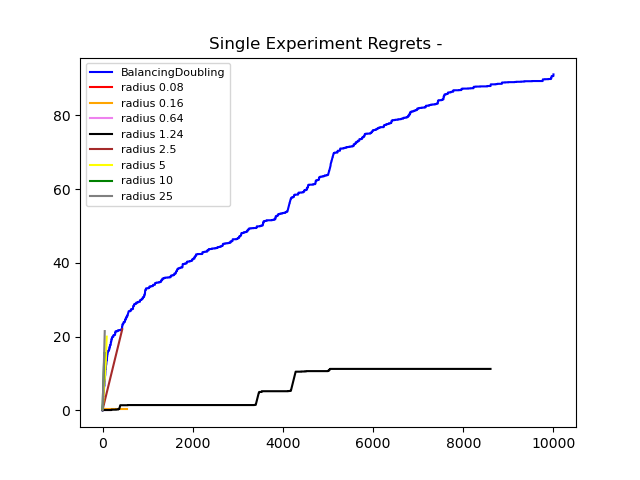 Single Experiment Regrets -
BalancingDoubling
radius 0.08
radius 0.16
radius 0.64
radius 1.24
radius 2.5
radius 5
radius 10
radius 25
80
60
40
20
0
0 2000 4000 6000 8000 10000